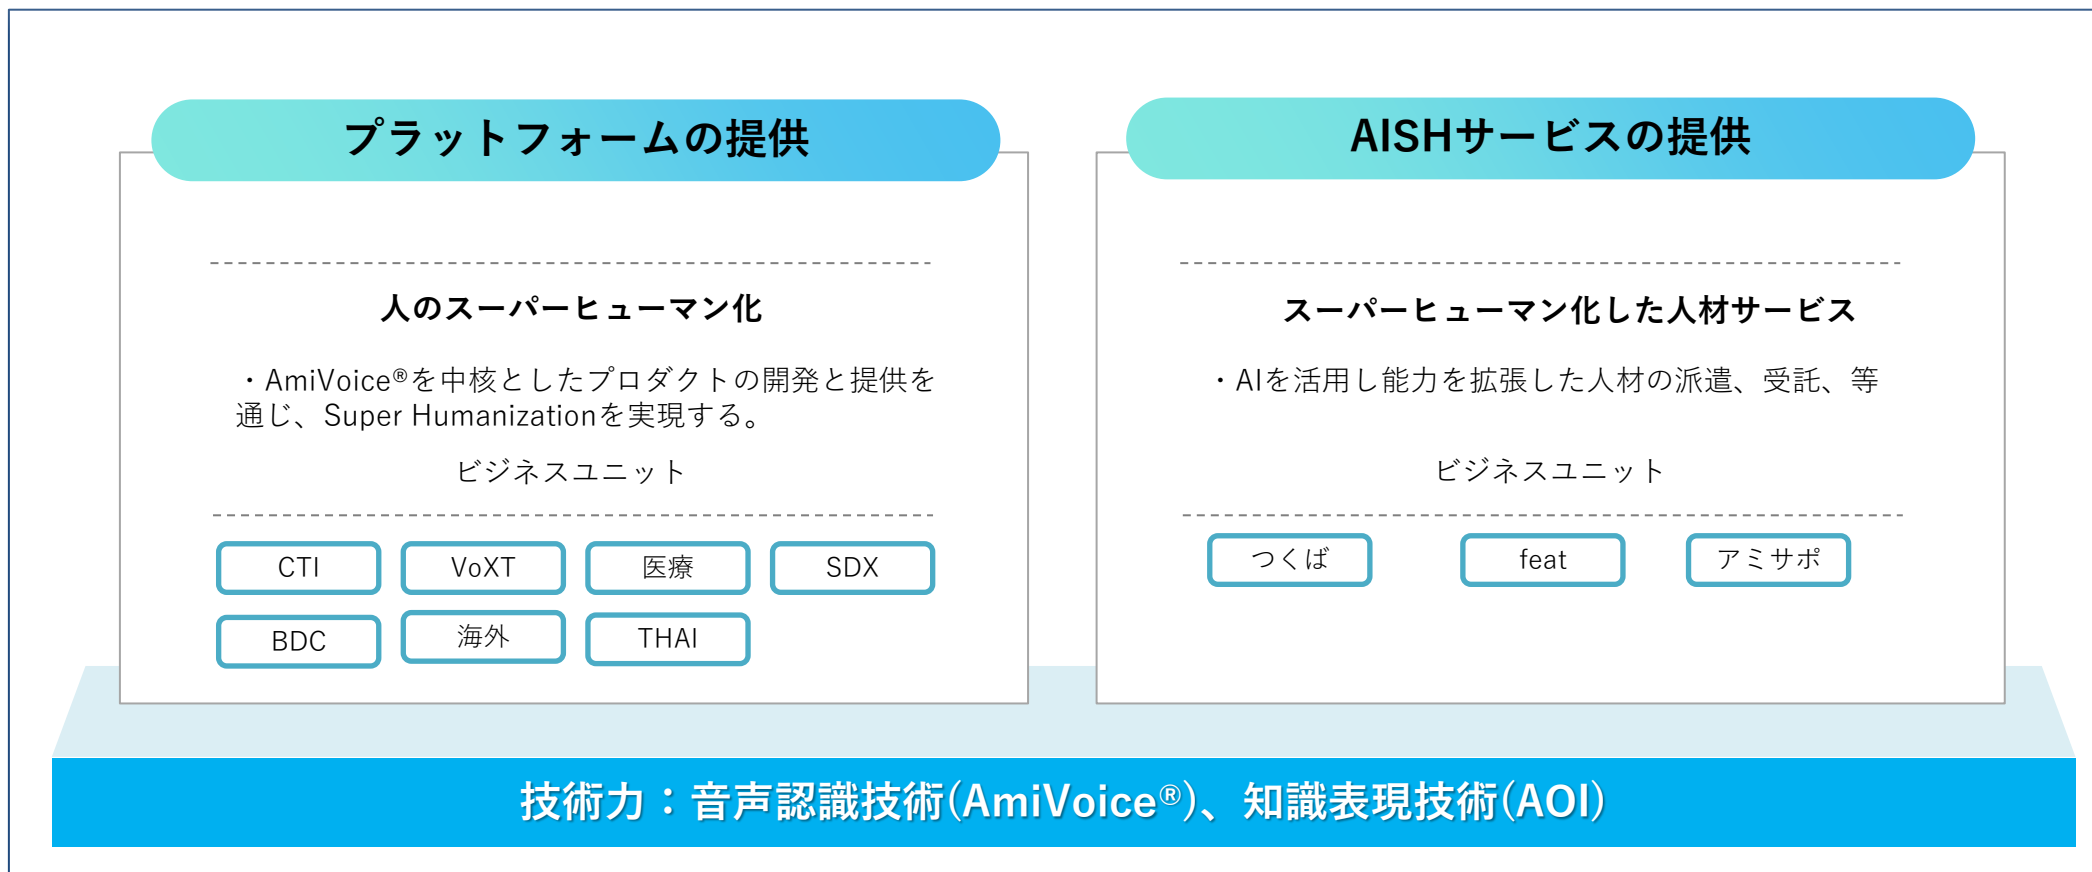 プラットフォームの提供
人のスーパーヒューマン化
・AmiVoice®を中核としたプロダクトの開発と提供を
通じ、Super Humanizationを実現する。
ビジネスユニット
CTI
VoXT
医療
SDX
BDC
海外
THAI
AISHサービスの提供
スーパーヒューマン化した人材サービス
・AIを活用し能力を拡張した人材の派遣、受託、等
ビジネスユニット
つくば
feat
アミサポ
技術力：音声認識技術(AmiVoice®)、知識表現技術(AOI)